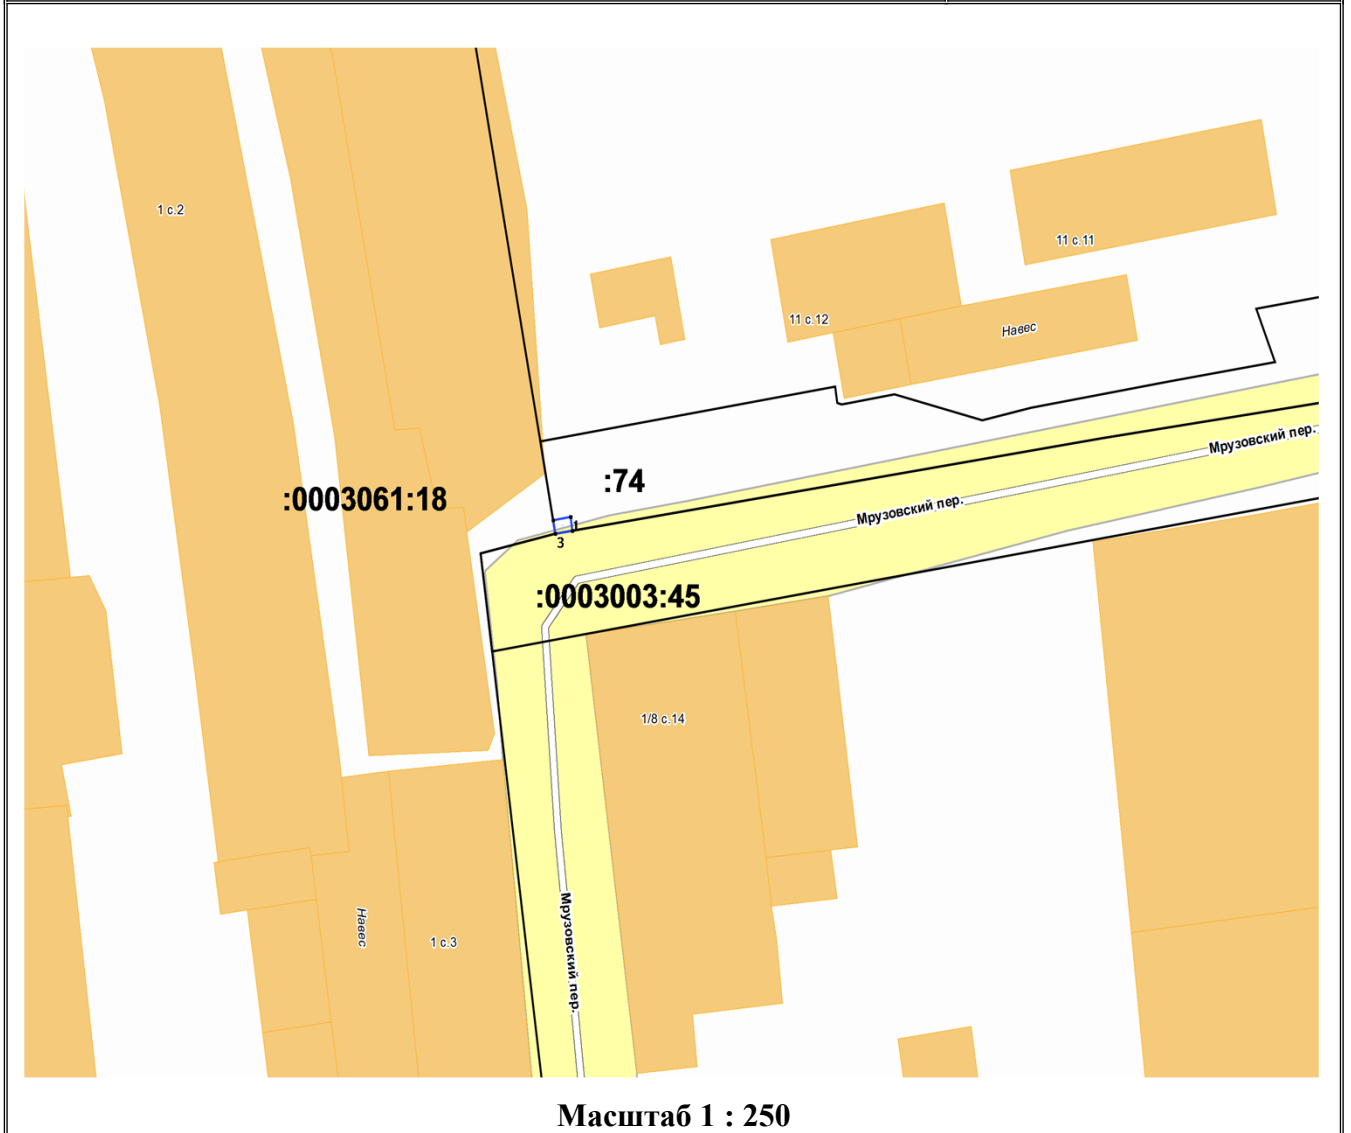 1 с.2
11 с.11
11 с.12
Навес
Мрузовский пер.
:74
:0003061:18
Мрузовский пер.
1
3
:0003003:45
1/8 с.14
Навес
1 с.3
Мрузовский пер.
Масштаб 1 : 250